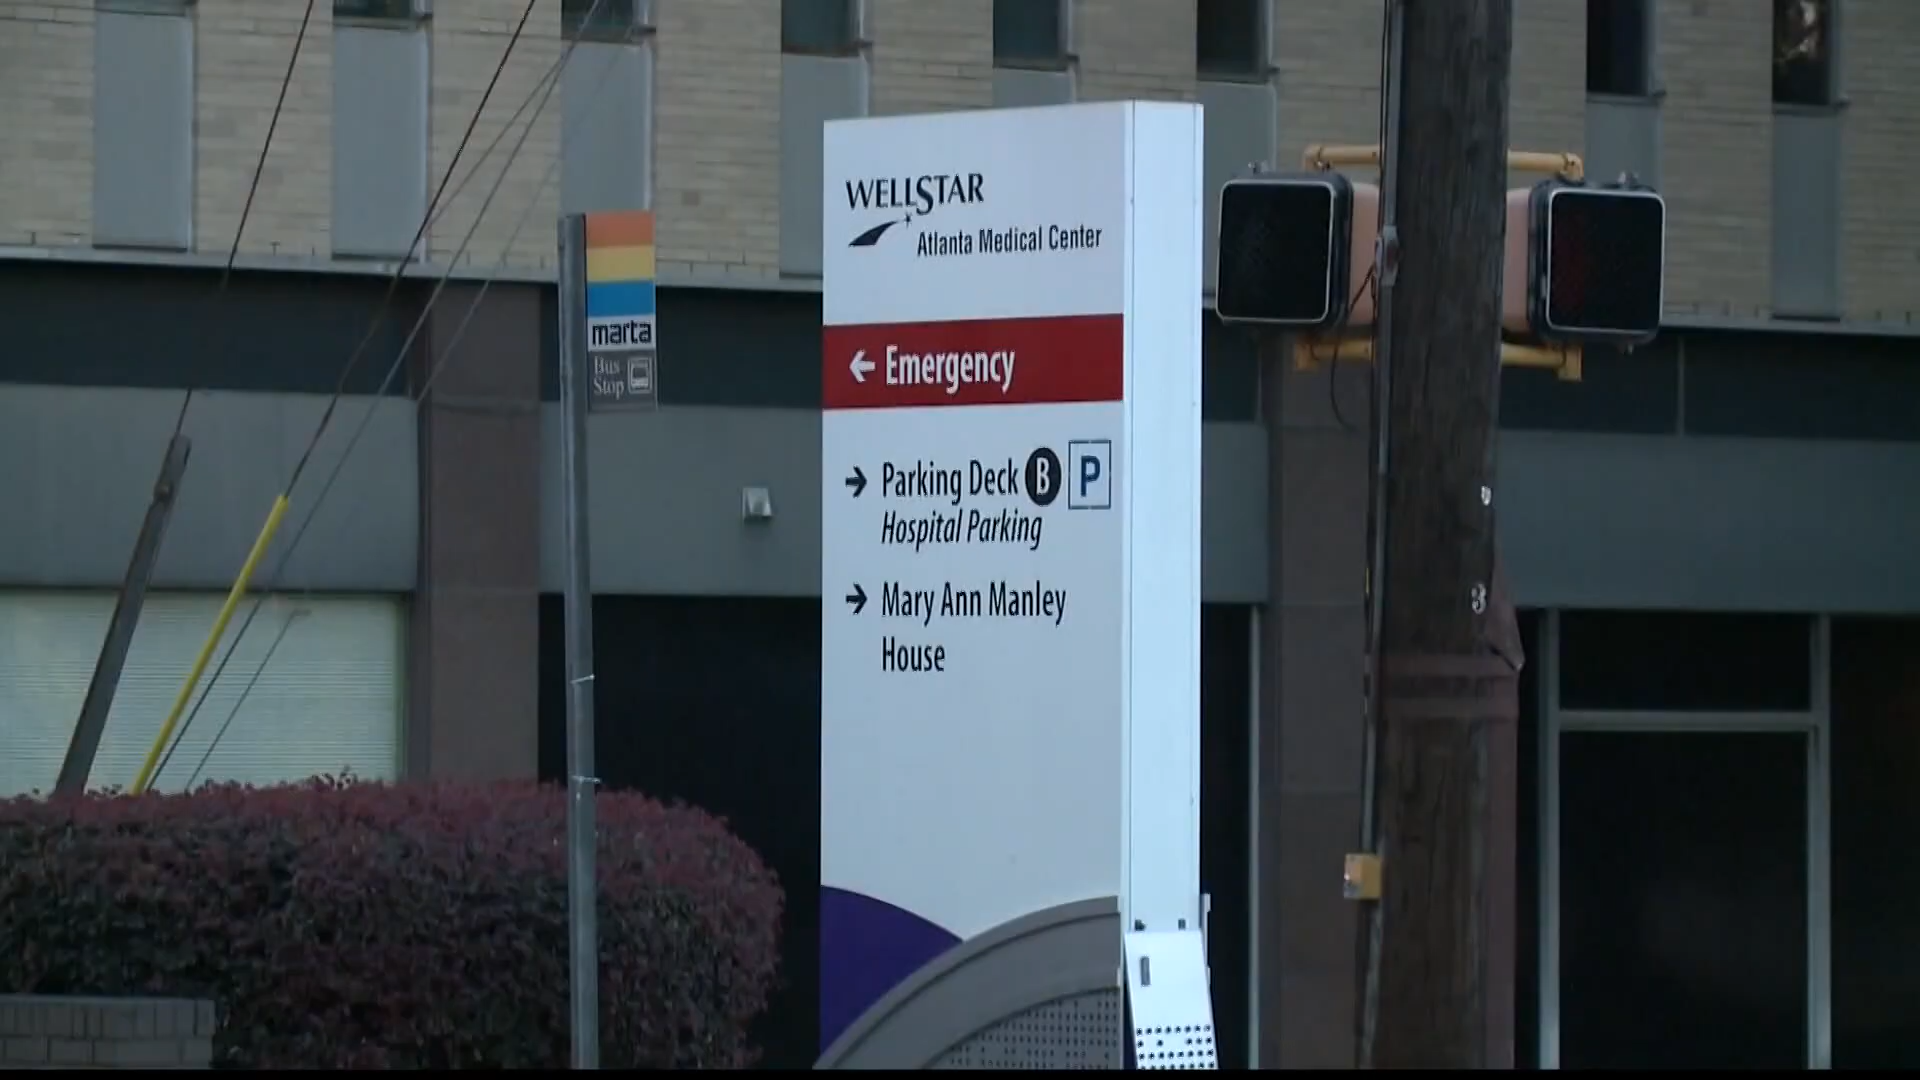 WELLSTAR
Atlanta Medical Center
marta
Bus
Stop
← Emergency
→ Parking Deck B P
Hospital Parking
→ Mary Ann Manley
House
3